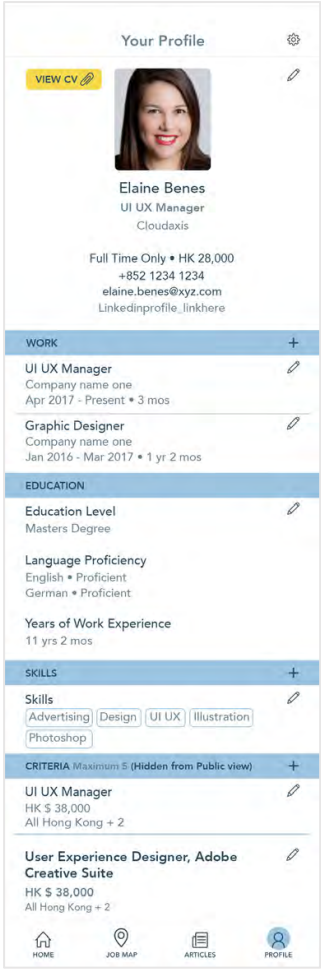 Your Profile
VIEW CV
Elaine Benes
UI UX Manager
Cloudaxis
Full Time Only • HK 28,000
+852 1234 1234
elaine.benes@xyz.com
Linkedinprofile_linkhere
WORK
UI UX Manager
Company name one
Apr 2017 - Present • 3 mos
Graphic Designer
Company name one
Jan 2016 - Mar 2017 • 1 yr 2 mos
EDUCATION
Education Level
Masters Degree
Language Proficiency
English • Proficient
German • Proficient
Years of Work Experience
11 yrs 2 mos
SKILLS
Skills
Advertising Design UI UX Illustration
Photoshop
CRITERIA Maximum 5 (Hidden from Public view)
UI UX Manager
HK $ 38,000
All Hong Kong + 2
User Experience Designer, Adobe
Creative Suite
HK $ 38,000
All Hong Kong + 2
HOME JOB MAP ARTICLES PROFILE